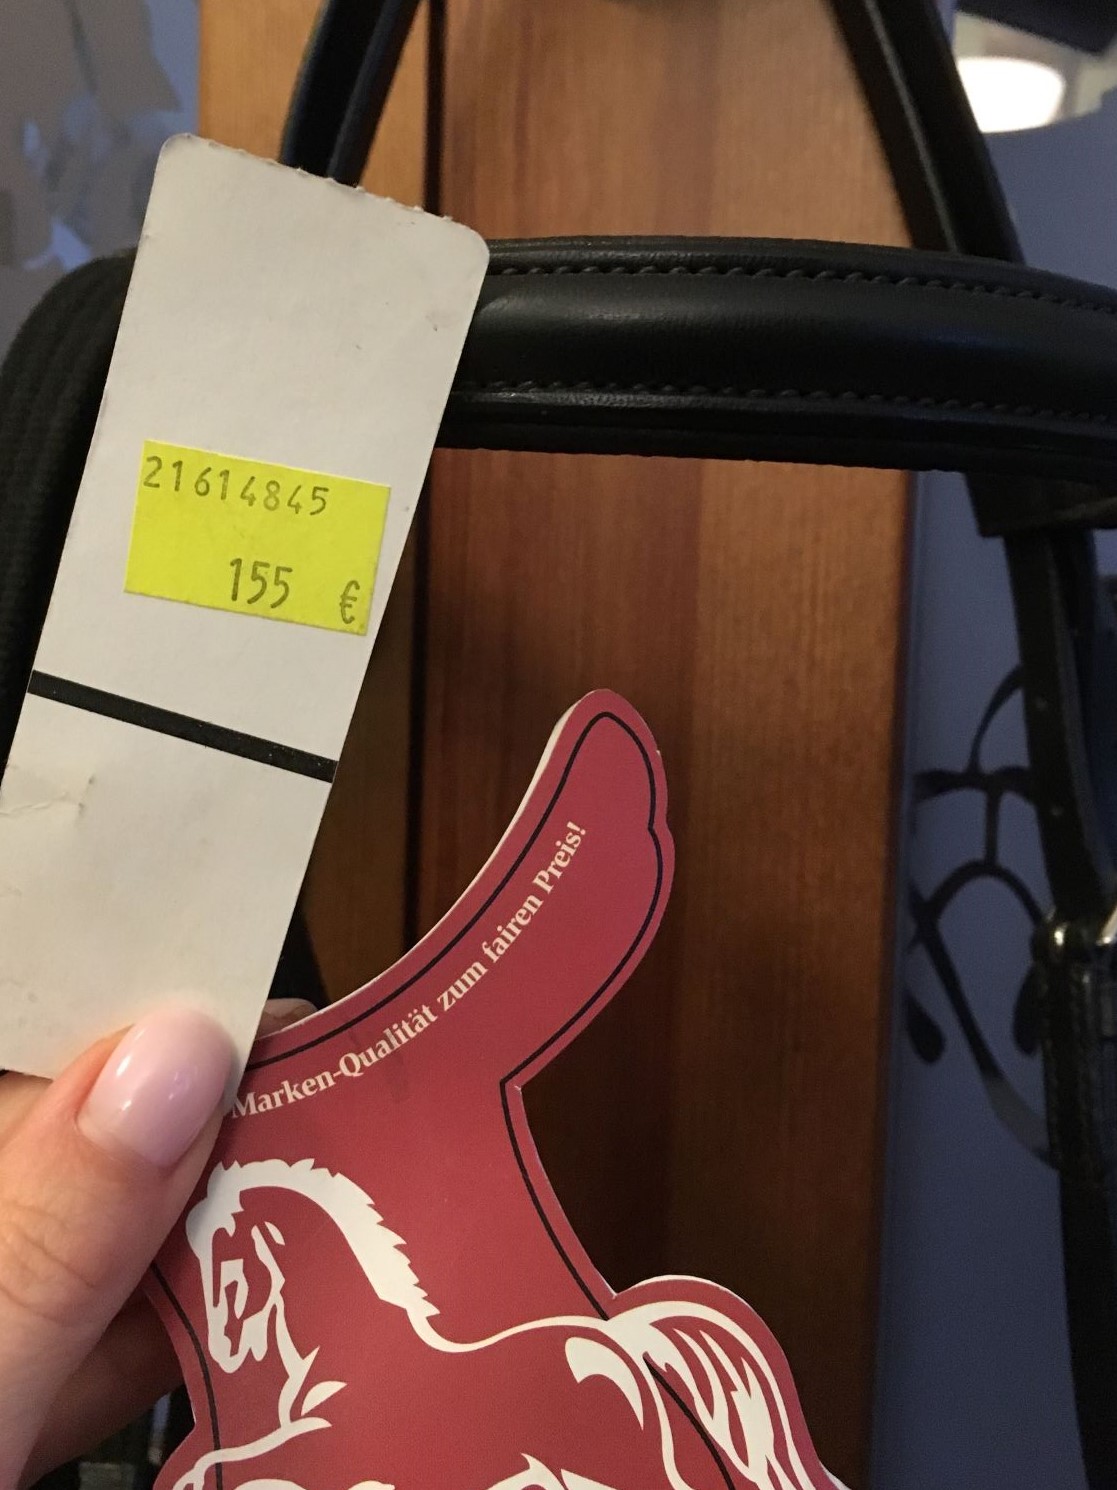 21614845
155 €
Marken-Qualität zum fairen Preis!